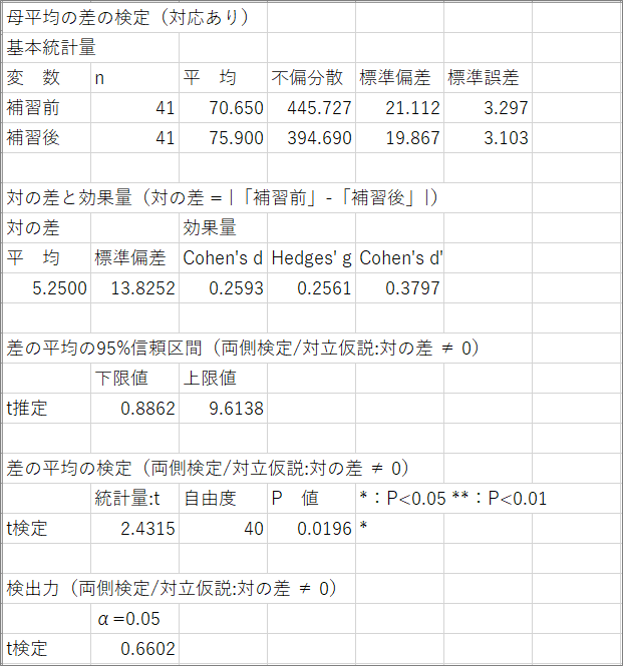 母平均の差の検定（対応あり）
基本統計量
変　数 n 平　均 不偏分散 標準偏差 標準誤差
補習前 41 70.650 445.727 21.112 3.297
補習後 41 75.900 394.690 19.867 3.103
対の差と効果量（対の差 = |「補習前」-「補習後」|）
対の差 効果量
平　均 標準偏差 Cohen's d Hedges' g Cohen's d'
5.2500 13.8252 0.2593 0.2561 0.3797
差の平均の95%信頼区間（両側検定/対立仮説:対の差 ≠ 0）
下限値 上限値
t推定 0.8862 9.6138
差の平均の検定（両側検定/対立仮説:対の差 ≠ 0）
統計量:t 自由度 P　値 *：P<0.05 **：P<0.01
t検定 2.4315 40 0.0196 *
検出力（両側検定/対立仮説:対の差 ≠ 0）
α=0.05
t検定 0.6602